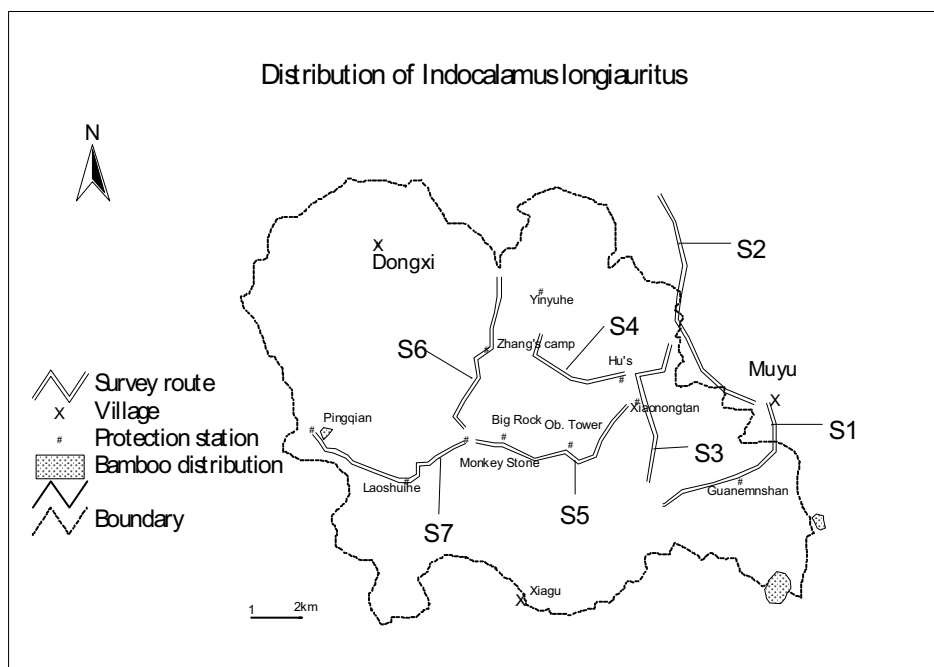 Distribution of Indocalamus longiauritus
N
S2
Dongxi
Yinyuhe
S4
S6
Zhang's camp
Hu's
Muyu
Survey route
x Village
# Protection station
Bamboo distribution
Boundary
Pingqian
Big Rock
Ob. Tower
Xiaonongtan
S1
Monkey Stone
S3
Laoshuihe
Guanemnshan
S7
S5
Xiagu
1 2km